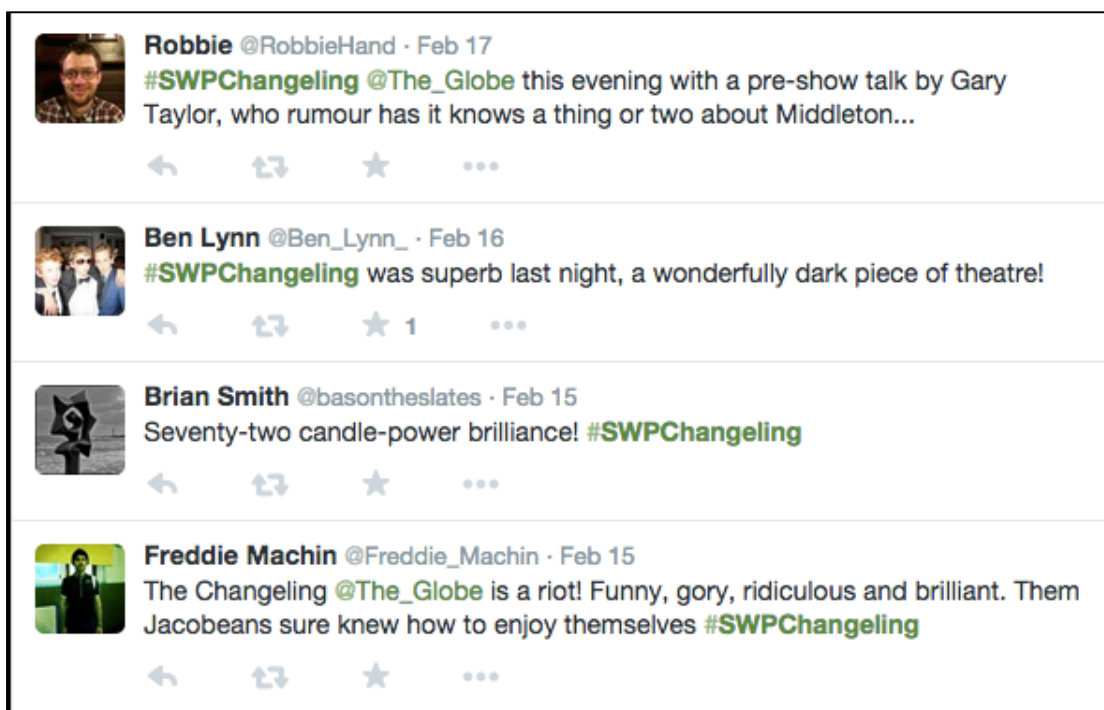 Robbie @RobbieHand · Feb 17
#SWPChangeling @The_Globe this evening with a pre-show talk by Gary
Taylor, who rumour has it knows a thing or two about Middleton...
Ben Lynn @Ben_Lynn_ · Feb 16
#SWPChangeling was superb last night, a wonderfully dark piece of theatre!
1
Brian Smith @basontheslates · Feb 15
Seventy-two candle-power brilliance! #SWPChangeling
Freddie Machin @Freddie_Machin · Feb 15
The Changeling @The_Globe is a riot! Funny, gory, ridiculous and brilliant. Them
Jacobeans sure knew how to enjoy themselves #SWPChangeling